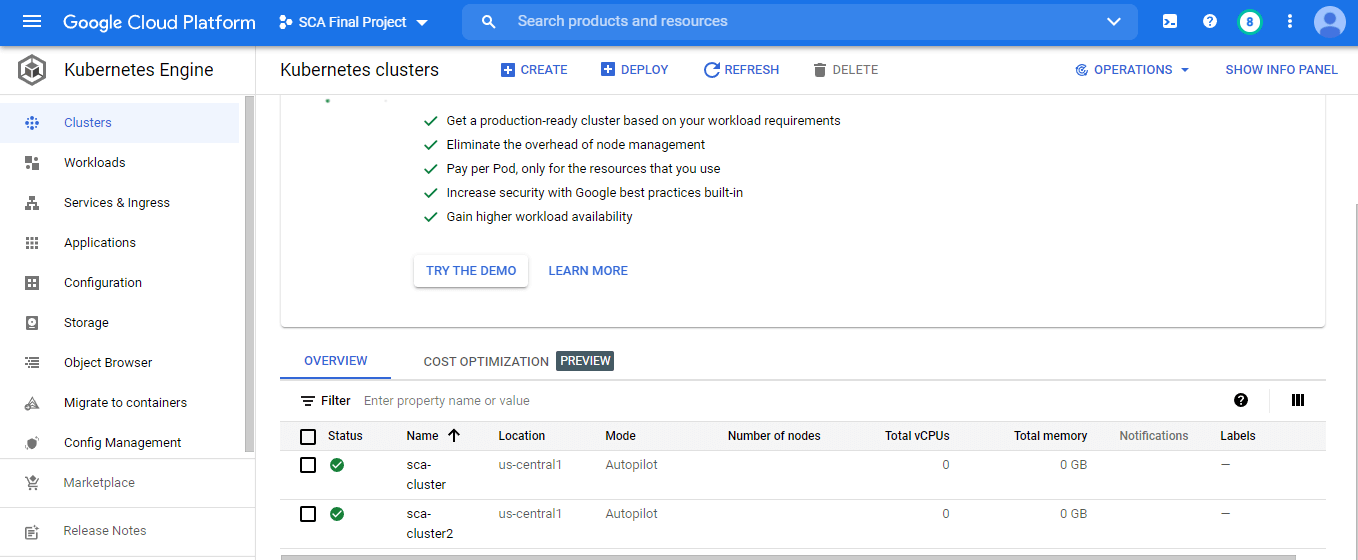 Google Cloud Platform
SCA Final Project
Search products and resources
8
Kubernetes Engine
Kubernetes clusters
CREATE
DEPLOY
REFRESH
DELETE
OPERATIONS
SHOW INFO PANEL
Clusters
Workloads
Services & Ingress
Applications
Configuration
Storage
Object Browser
Migrate to containers
Config Management
Marketplace
Release Notes
Get a production-ready cluster based on your workload requirements
Eliminate the overhead of node management
Pay per Pod, only for the resources that you use
Increase security with Google best practices built-in
Gain higher workload availability
TRY THE DEMO
LEARN MORE
OVERVIEW
COST OPTIMIZATION PREVIEW
Filter Enter property name or value
Status Name Location Mode Number of nodes Total vCPUs Total memory Notifications Labels
sca- us-central1 Autopilot 0 0 GB —
cluster
sca- us-central1 Autopilot 0 0 GB —
cluster2